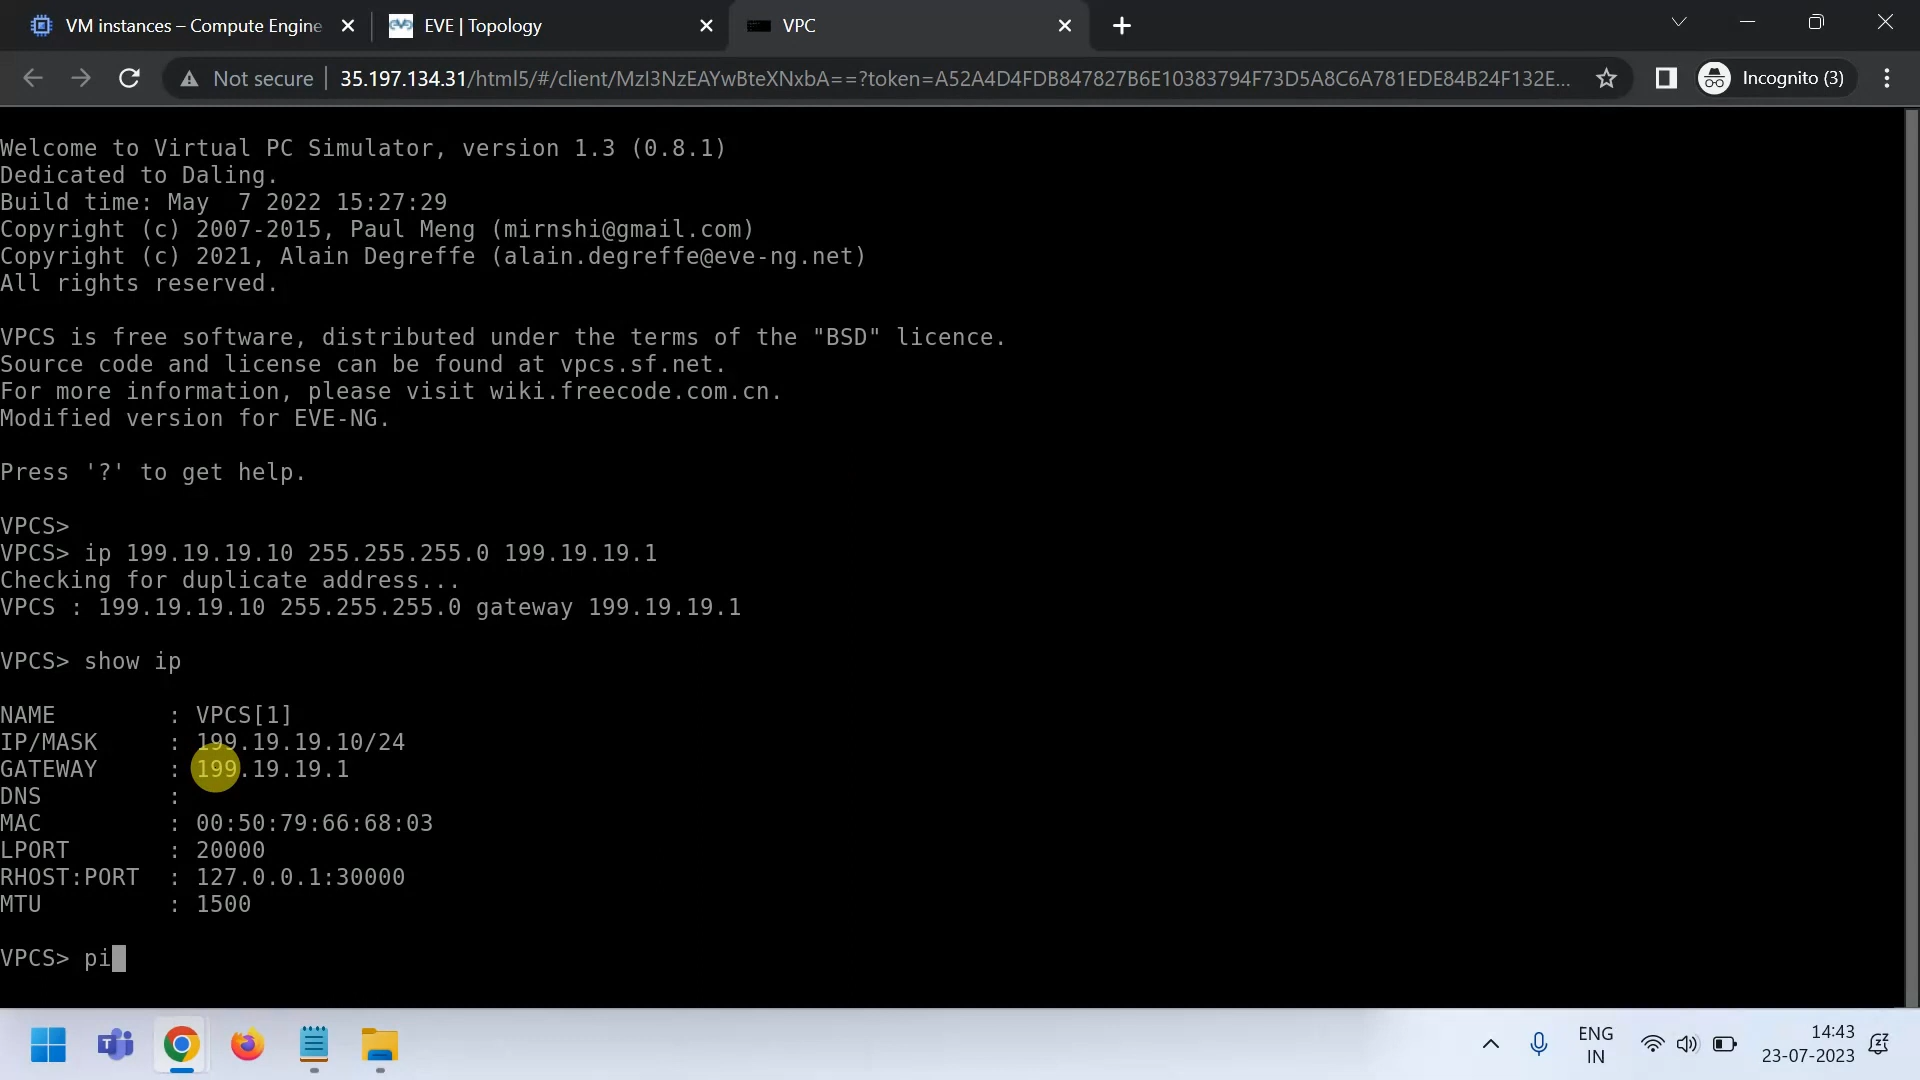 VM instances – Compute Engine
EVE | Topology
VPC
Not secure
35.197.134.31/html5/#/client/MzI3NzEAYwBteXNxbA==?token=A52A4D4FDB847827B6E10383794F73D5A8C6A781EDE84B24F132E...
Incognito (3)
Welcome to Virtual PC Simulator, version 1.3 (0.8.1)
Dedicated to Daling.
Build time: May  7 2022 15:27:29
Copyright (c) 2007-2015, Paul Meng (mirnshi@gmail.com)
Copyright (c) 2021, Alain Degreffe (alain.degreffe@eve-ng.net)
All rights reserved.
VPCS is free software, distributed under the terms of the "BSD" licence.
Source code and license can be found at vpcs.sf.net.
For more information, please visit wiki.freecode.com.cn.
Modified version for EVE-NG.
Press '?' to get help.
VPCS>
VPCS> ip 199.19.19.10 255.255.255.0 199.19.19.1
Checking for duplicate address...
VPCS : 199.19.19.10 255.255.255.0 gateway 199.19.19.1
VPCS> show ip
NAME        : VPCS[1]
IP/MASK     : 199.19.19.10/24
GATEWAY     : 199.19.19.1
DNS         :
MAC         : 00:50:79:66:68:03
LPORT       : 20000
RHOST:PORT  : 127.0.0.1:30000
MTU         : 1500
VPCS> pi
ENG
IN
14:43
23-07-2023